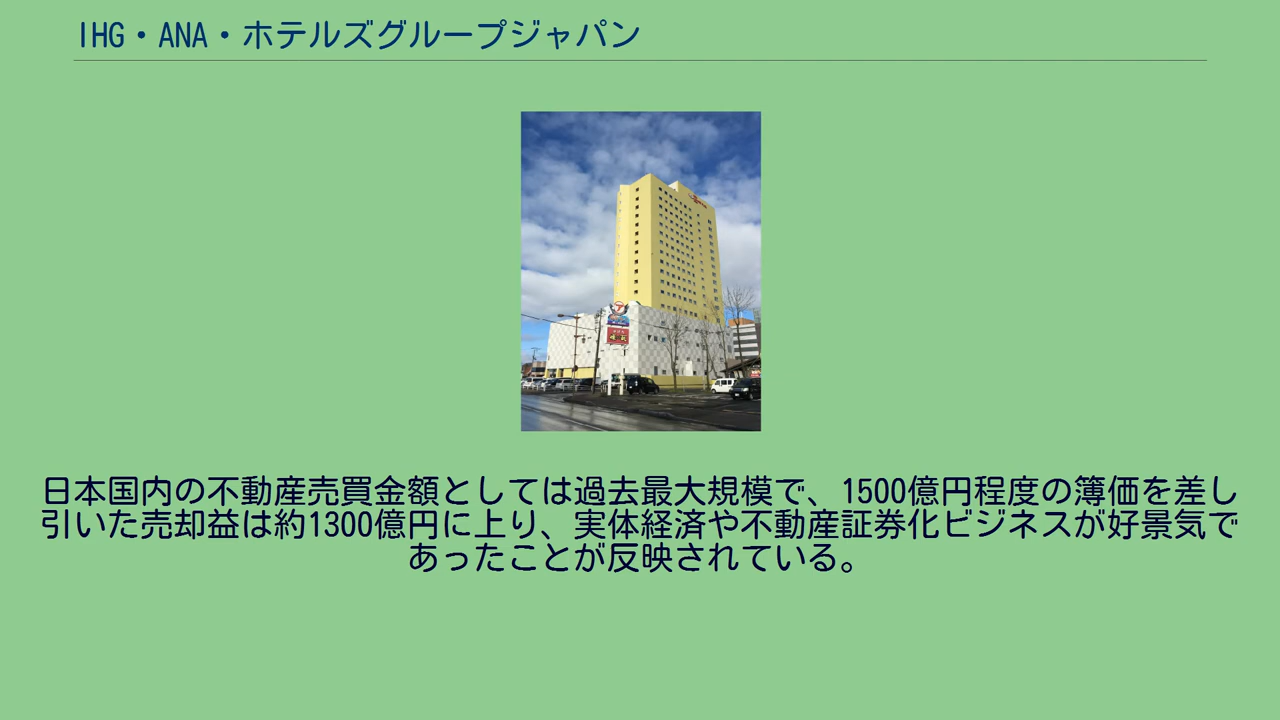 IHG・ANA・ホテルズグループジャパン
日本国内の不動産売買金額としては過去最大規模で、1500億円程度の簿価を差し
引いた売却益は約1300億円に上り、実体経済や不動産証券化ビジネスが好景気で
あったことが反映されている。